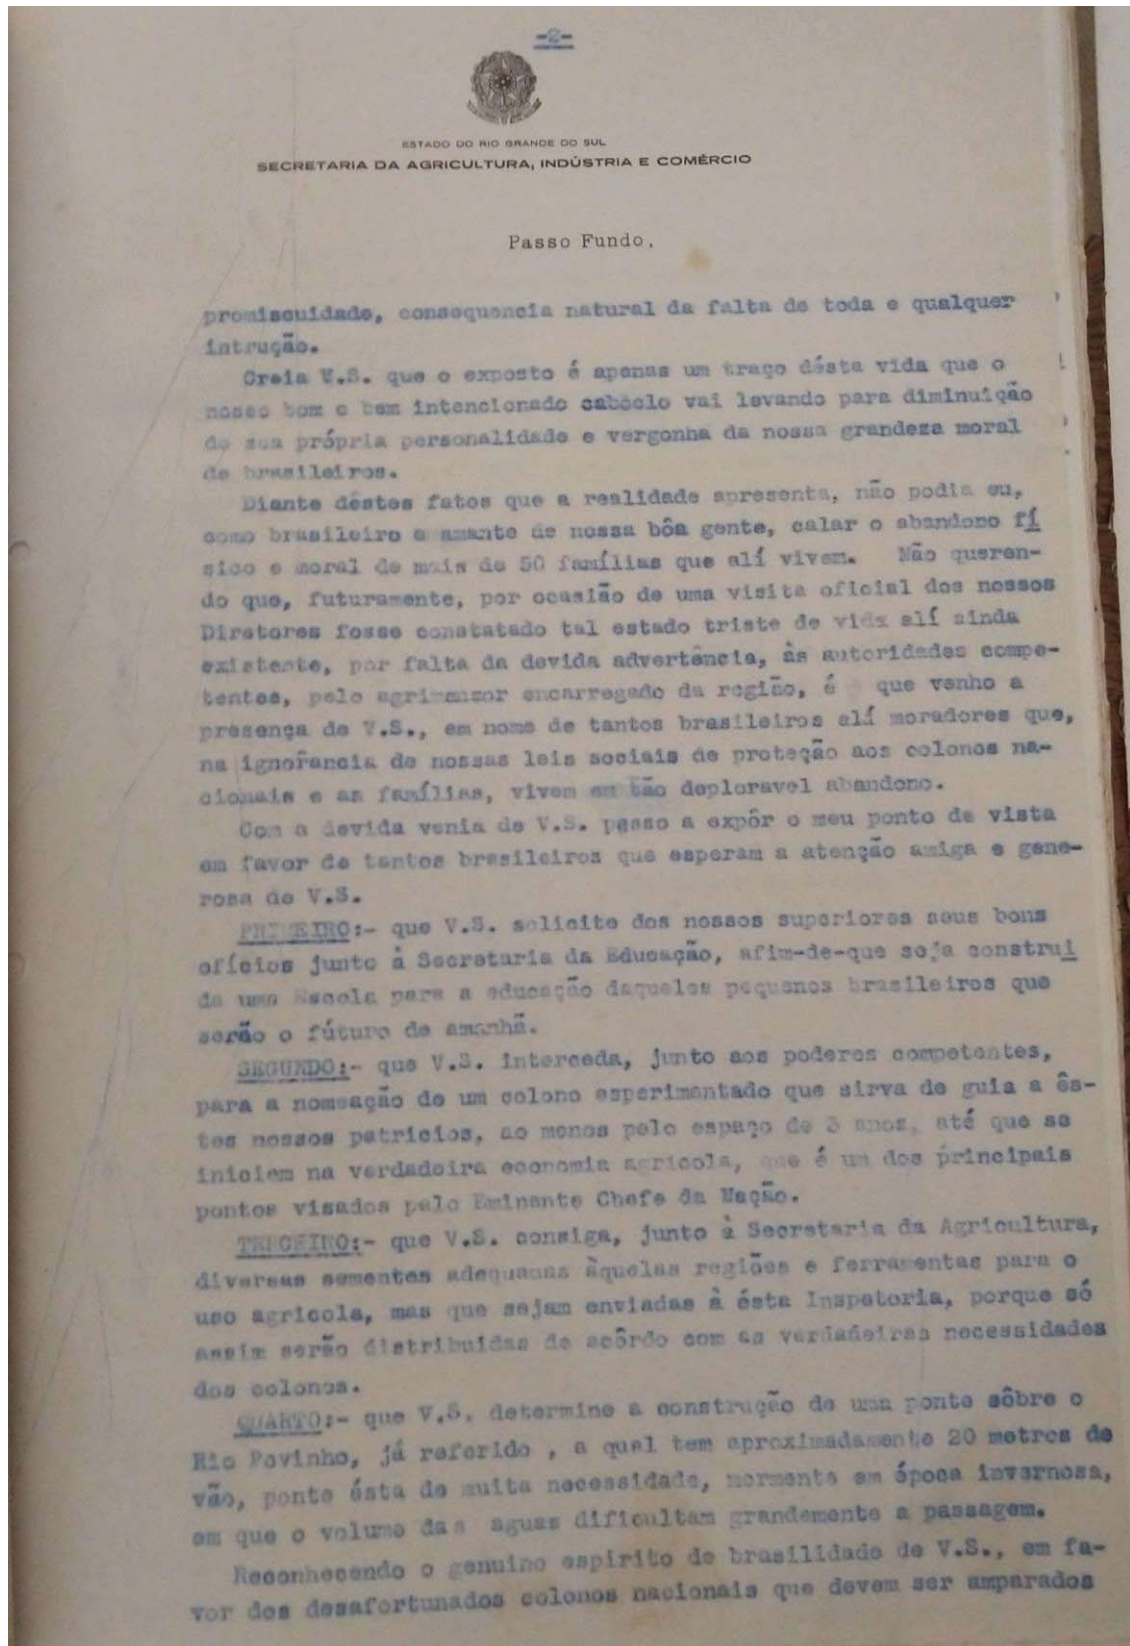 -2-
ESTADO DO RIO GRANDE DO SUL
SECRETARIA DA AGRICULTURA, INDÚSTRIA E COMÉRCIO
Passo Fundo,
promiscuidade, consequencia natural da falta de toda e qualquer
intrução.
Creia V.S. que o exposto é apenas um traço désta vida que o
nosso bom e bem intencionado caboclo vai levando para diminuição
de sua própria personalidade e vergonha da nossa grandeza moral
de brasileiros.
Diante dêstes fatos que a realidade apresenta, não podia eu,
como brasileiro e amante de nossa bôa gente, calar o abandono fí
sico e moral de mais de 50 famílias que alí vivem. Não queren-
do que, futuramente, por ocasião de uma visita oficial dos nossos
Diretores fosse constatado tal estado triste de vida alí ainda
existente, por falta da devida advertência, às autoridades compe-
tentes, pelo agrimensor encarregado da região, é que venho a
presença de V.S., em nome de tantos brasileiros alí moradores que,
na ignorancia de nossas leis sociais de proteção aos colonos na-
cionais e as famílias, vivem em tão deploravel abandono.
Com a devida venia de V.S. passo a expôr o meu ponto de vista
em favor de tantos brasileiros que esperam a atenção amiga e gene-
rosa de V.S.
PRIMEIRO:- que V.S. solicite dos nossos superiores seus bons
ofícios junto à Secretaria da Educação, afim-de-que seja construi
da uma Escola para a educação daqueles pequenos brasileiros que
serão o fúturo de amanhã.
SEGUNDO:- que V.S. interceda, junto aos poderes competentes,
para a nomeação de um colono esperimentado que sirva de guia a ês-
tes nossos patricios, ao menos pelo espaço de 3 anos, até que se
iniciem na verdadeira economia agricola, que é um dos principais
pontos visados pelo Eminante Chefe da Nação.
TERCEIRO:- que V.S. consiga, junto à Secretaria da Agricultura,
diversas sementes adequanas àquelas regiões e ferramentas para o
uso agricola, mas que sejam enviadas à ésta Inspetoria, porque só
assim serão distribuidas de acôrdo com as verdadeiras necessidades
dos colonos.
QUARTO:- que V.S. determine a construção de uma ponte sôbre o
Rio Povinho, já referido , a qual tem aproximadamente 20 metros de
vão, ponte ésta de muita necessidade, mormente em época invernosa,
em que o volume das aguas dificultam grandemente a passagem.
Reconhecendo o genuino espirito de brasilidade de V.S., em fa-
vor dos desafortunados colonos nacionais que devem ser amparados